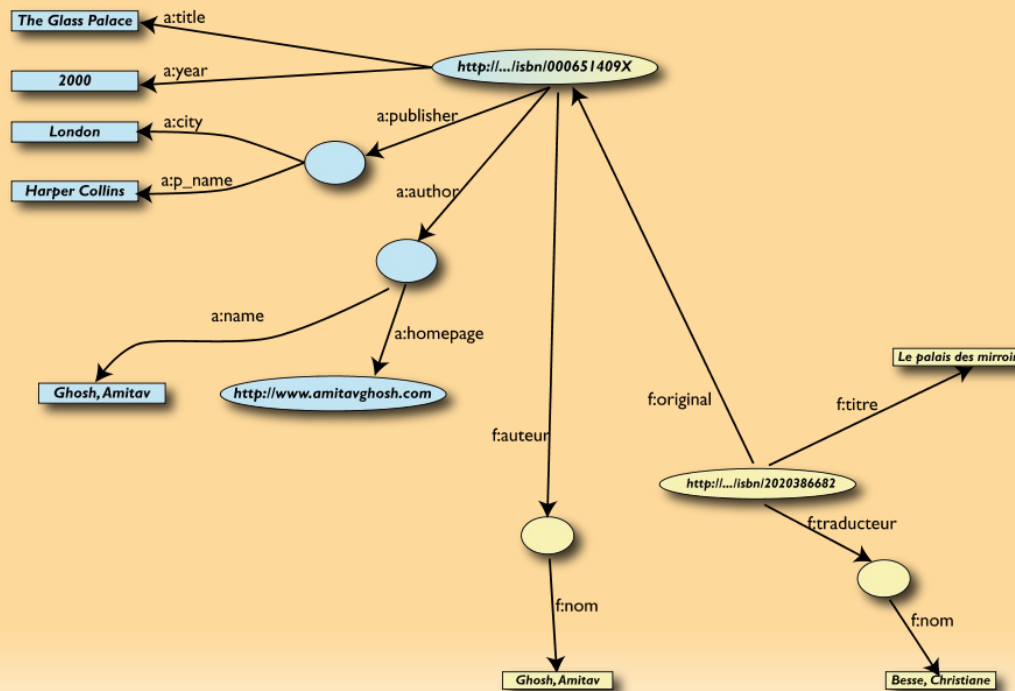 The Glass Palace
a:title
http://.../isbn/000651409X
2000
a:year
London
a:city
a:publisher
Harper Collins
a:p_name
a:author
a:name
a:homepage
Ghosh, Amitav
http://www.amitavghosh.com
Le palais des mirroirs
f:original
f:titre
f:auteur
http://.../isbn/2020386682
f:traducteur
f:nom
f:nom
Ghosh, Amitav
Besse, Christiane